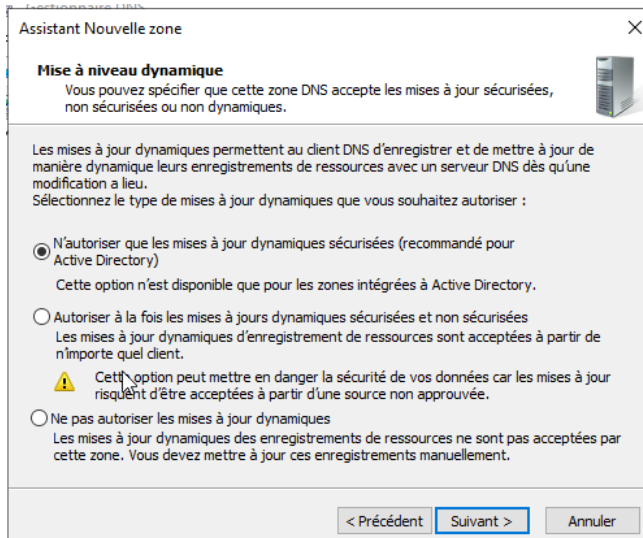 Gestionnaire DNS
Assistant Nouvelle zone
Mise à niveau dynamique
Vous pouvez spécifier que cette zone DNS accepte les mises à jour sécurisées,
non sécurisées ou non dynamiques.
Les mises à jour dynamiques permettent au client DNS d'enregistrer et de mettre à jour de
manière dynamique leurs enregistrements de ressources avec un serveur DNS dès qu'une
modification a lieu.
Sélectionnez le type de mises à jour dynamiques que vous souhaitez autoriser :
N'autoriser que les mises à jour dynamiques sécurisées (recommandé pour
Active Directory)
Cette option n'est disponible que pour les zones intégrées à Active Directory.
Autoriser à la fois les mises à jours dynamiques sécurisées et non sécurisées
Les mises à jour dynamiques d'enregistrement de ressources sont acceptées à partir de
n'importe quel client.
Cette option peut mettre en danger la sécurité de vos données car les mises à jour
risquent d'être acceptées à partir d'une source non approuvée.
Ne pas autoriser les mises à jour dynamiques
Les mises à jour dynamiques des enregistrements de ressources ne sont pas acceptées par
cette zone. Vous devez mettre à jour ces enregistrements manuellement.
< Précédent
Suivant >
Annuler